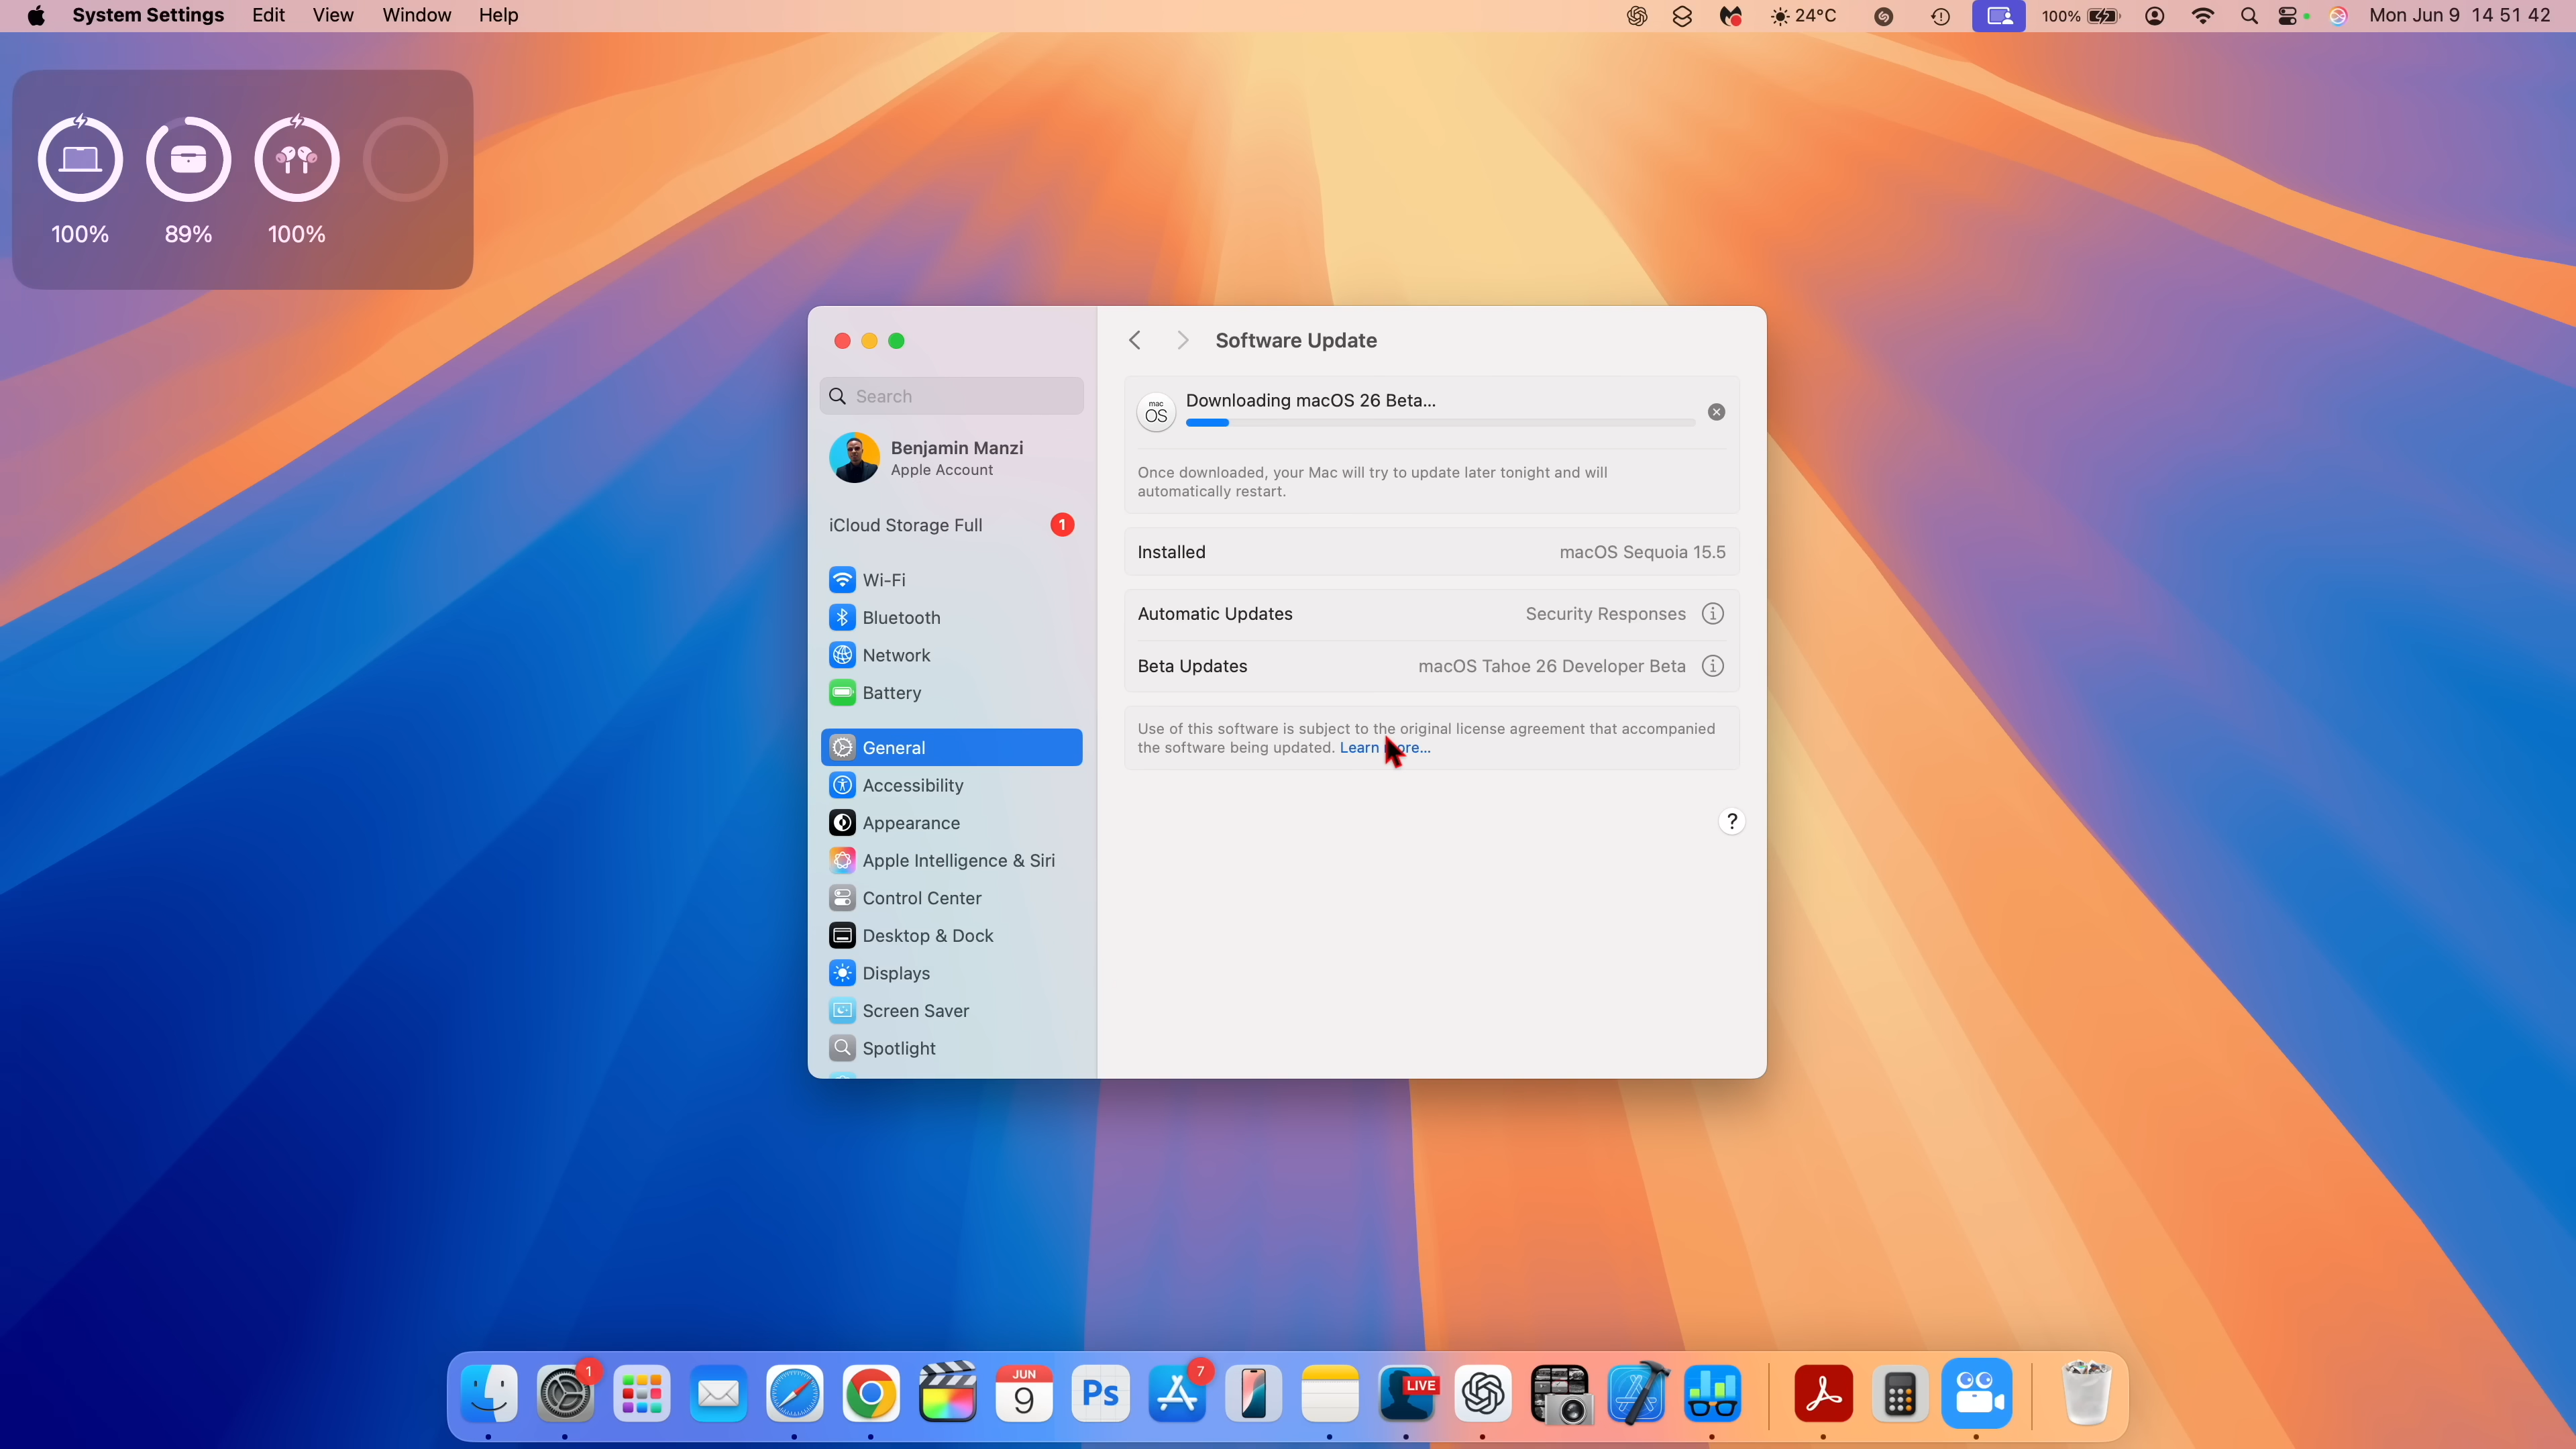 System Settings Edit View Window Help
24°C 100% Mon Jun 9 14 51 42
100% 89% 100%
Software Update
Search
mac
OS
Downloading macOS 26 Beta...
Once downloaded, your Mac will try to update later tonight and will
automatically restart.
Benjamin Manzi
Apple Account
iCloud Storage Full 1
Installed macOS Sequoia 15.5
Wi-Fi
Bluetooth
Automatic Updates Security Responses
Network
Beta Updates macOS Tahoe 26 Developer Beta
Battery
Use of this software is subject to the original license agreement that accompanied
the software being updated. Learn more...
General
Accessibility
Appearance
?
Apple Intelligence & Siri
Control Center
Desktop & Dock
Displays
Screen Saver
Spotlight
1
JUN
9
Ps
7
LIVE